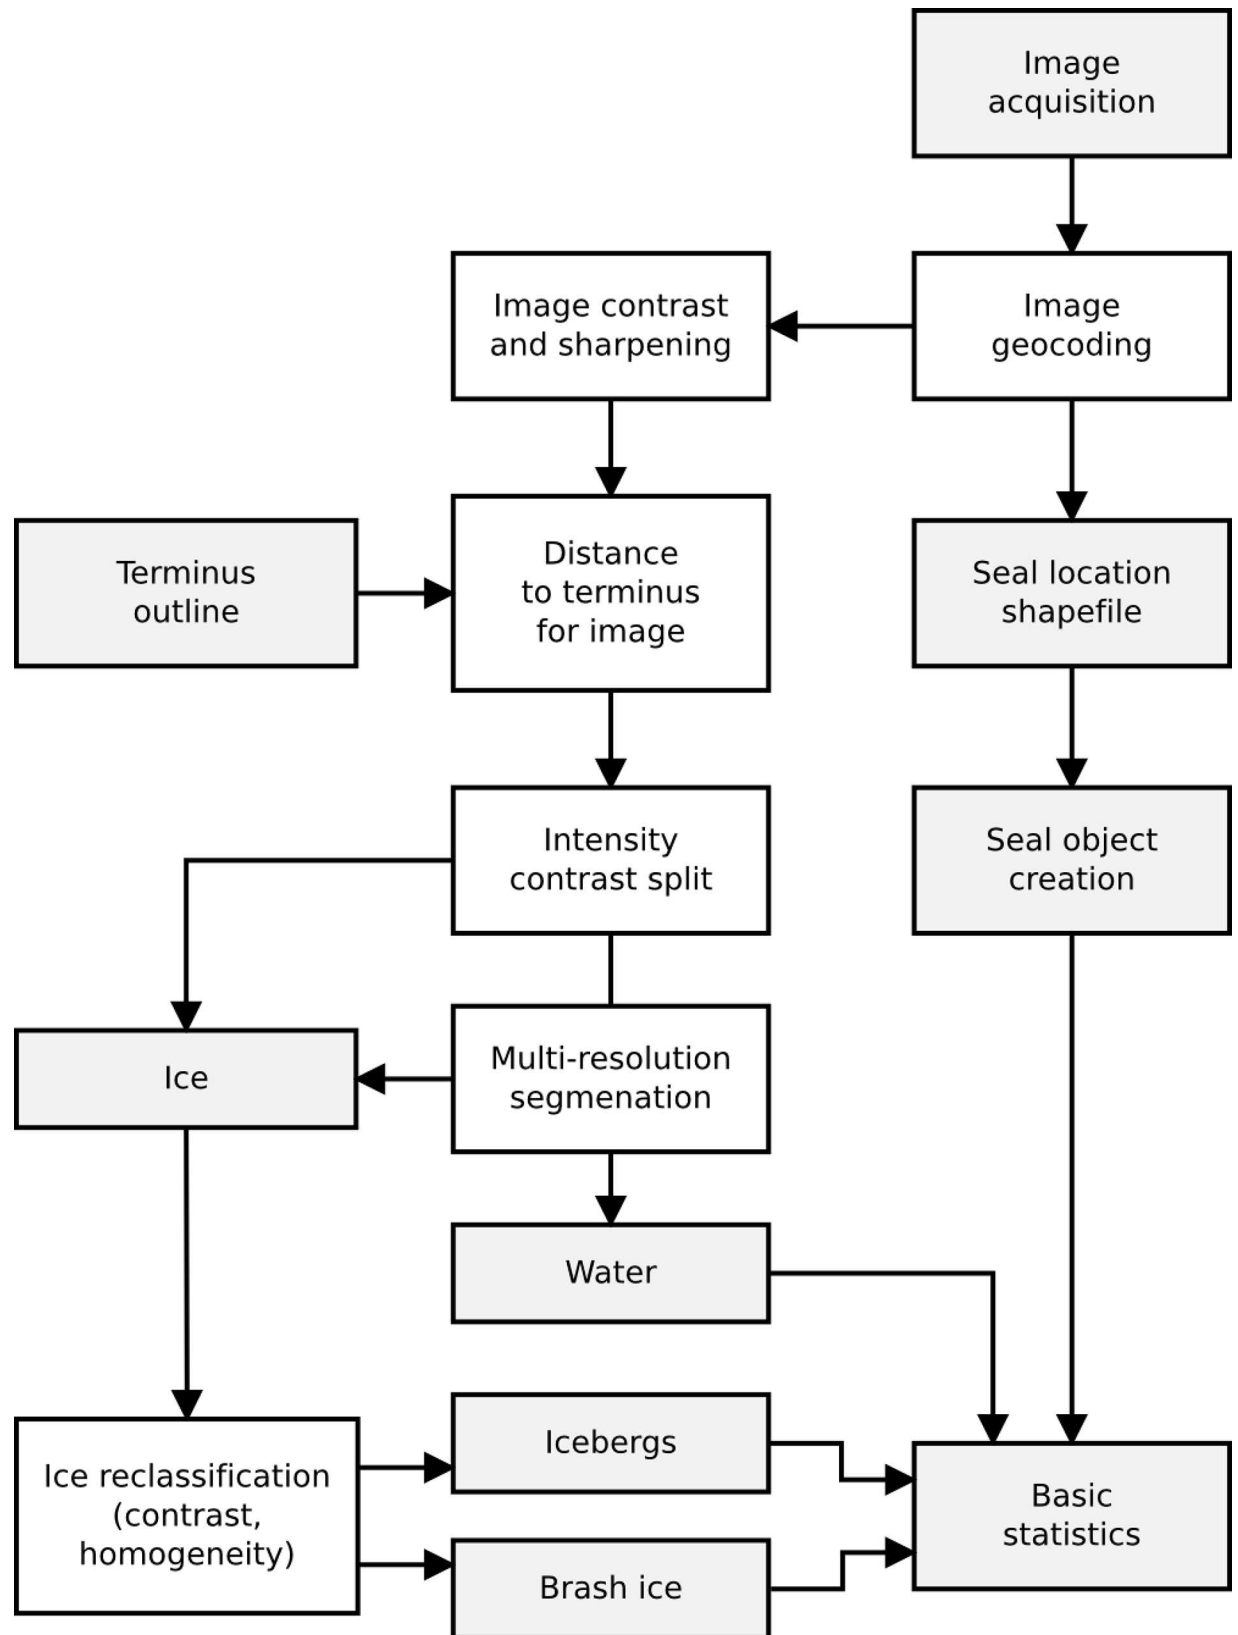 Image
acquisition
Image contrast
and sharpening
Image
geocoding
Terminus
outline
Distance
to terminus
for image
Seal location
shapefile
Intensity
contrast split
Seal object
creation
Ice
Multi-resolution
segmenation
Water
Ice reclassification
(contrast,
homogeneity)
Icebergs
Brash ice
Basic
statistics